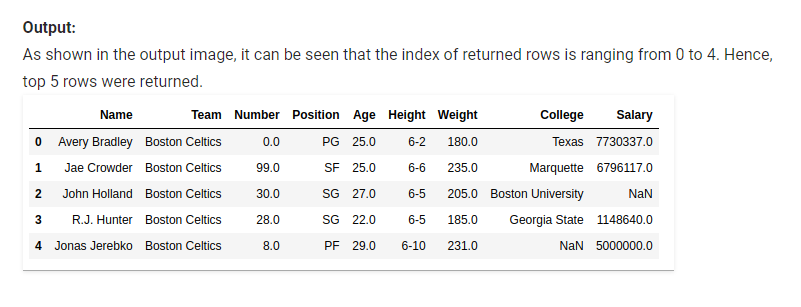 Output:
As shown in the output image, it can be seen that the index of returned rows is ranging from 0 to 4. Hence,
top 5 rows were returned.
Name Team Number Position Age Height Weight College Salary
0 Avery Bradley Boston Celtics 0.0 PG 25.0 6-2 180.0 Texas 7730337.0
1 Jae Crowder Boston Celtics 99.0 SF 25.0 6-6 235.0 Marquette 6796117.0
2 John Holland Boston Celtics 30.0 SG 27.0 6-5 205.0 Boston University NaN
3 R.J. Hunter Boston Celtics 28.0 SG 22.0 6-5 185.0 Georgia State 1148640.0
4 Jonas Jerebko Boston Celtics 8.0 PF 29.0 6-10 231.0 NaN 5000000.0